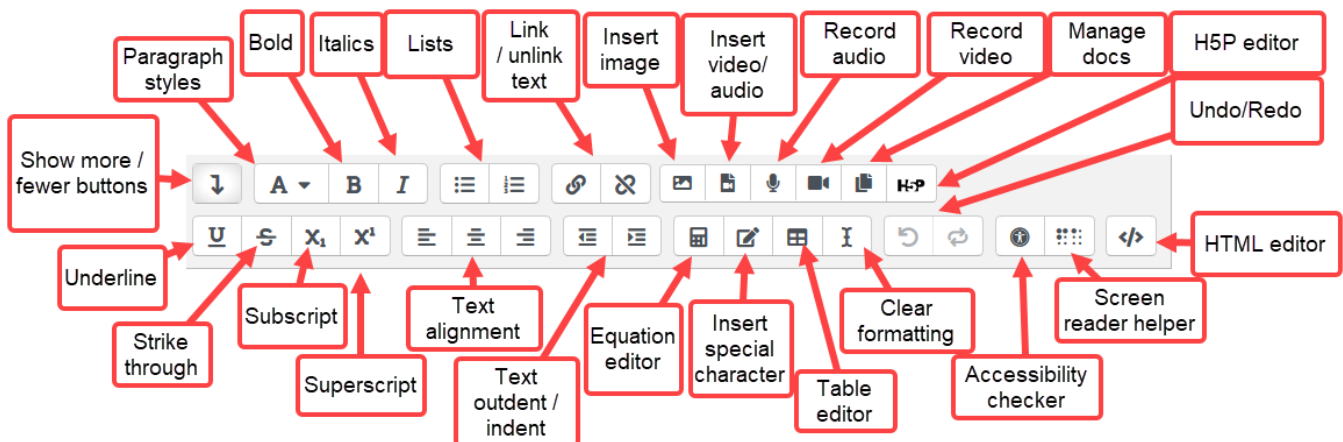 Paragraph
styles
Bold
Italics
Lists
Link
/ unlink
text
Insert
image
Insert
video/
audio
Record
audio
Record
video
Manage
docs
H5P editor
Undo/Redo
Show more /
fewer buttons
A B I
H5P
U S X₁ X¹
</>
HTML editor
Underline
Strike
through
Subscript
Superscript
Text
alignment
Text
outdent /
indent
Equation
editor
Insert
special
character
Table
editor
Clear
formatting
Accessibility
checker
Screen
reader helper